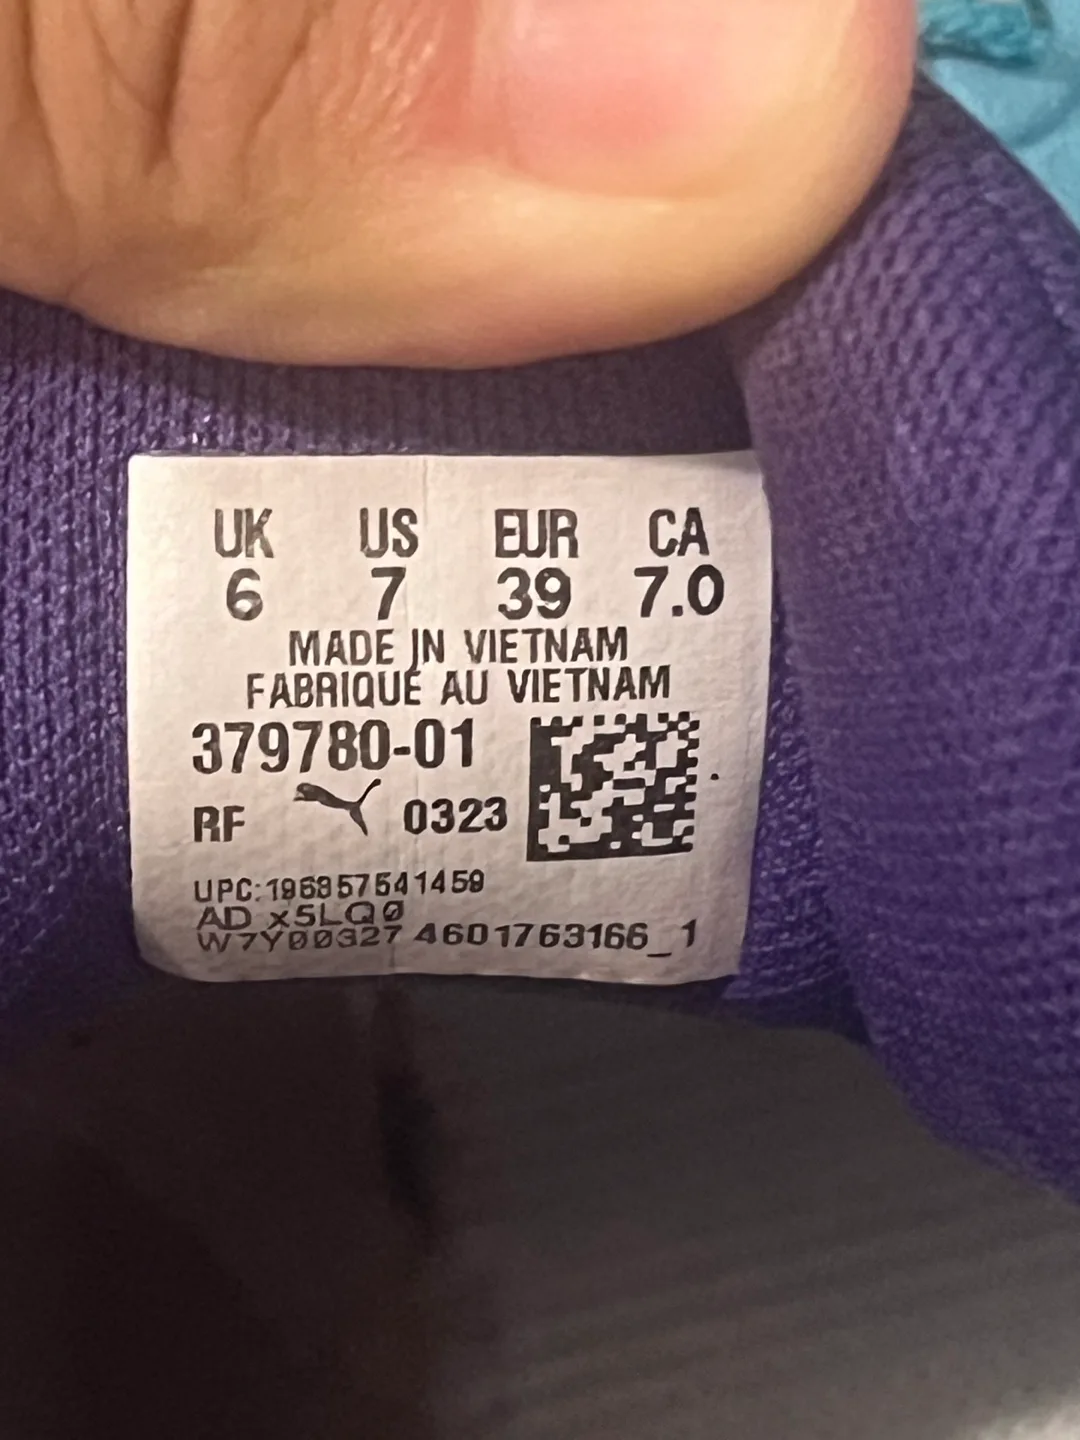 UK US EUR CA
6 7 39 7.0
MADE IN VIETNAM
FABRIQUÉ AU VIETNAM
379780-01
RF 0323
UPC:196857541459
AD x5LQ0
W7Y00327 4601763166_1